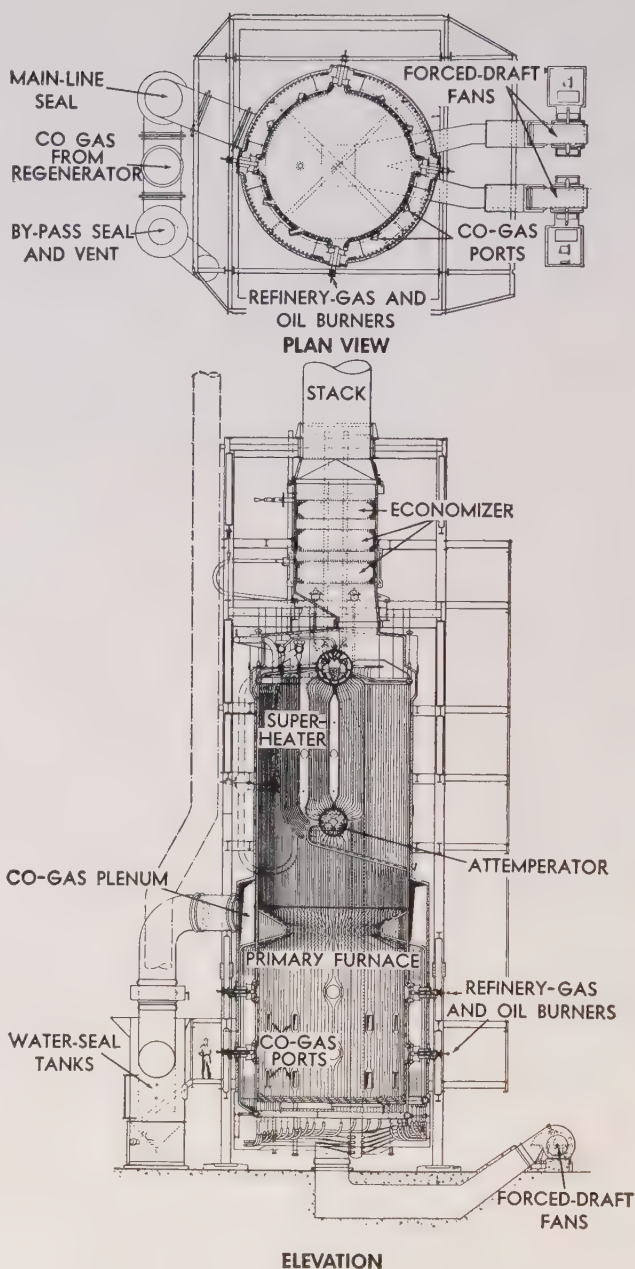 MAIN-LINE
SEAL
CO GAS
FROM
REGENERATOR
BY-PASS SEAL
AND VENT
FORCED-DRAFT
FANS
CO-GAS
PORTS
REFINERY-GAS AND
OIL BURNERS
PLAN VIEW
STACK
ECONOMIZER
SUPER-
HEATER
ATTEMPERATOR
CO-GAS PLENUM
PRIMARY FURNACE
REFINERY-GAS
AND OIL BURNERS
WATER-SEAL
TANKS
CO-GAS
PORTS
FORCED-DRAFT
FANS
ELEVATION